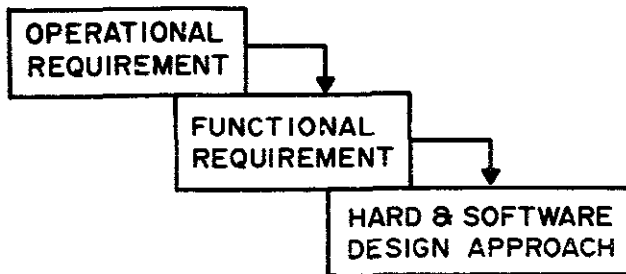 OPERATIONAL
REQUIREMENT
FUNCTIONAL
REQUIREMENT
HARD & SOFTWARE
DESIGN APPROACH